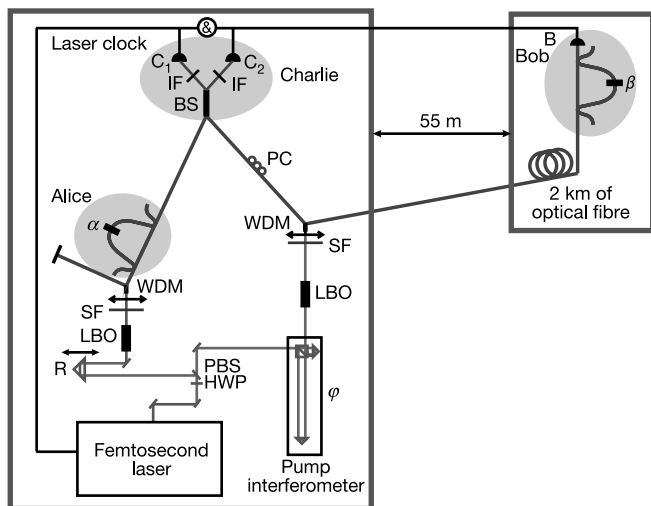 &
Laser clock
C1
C2
IF
IF
Charlie
BS
B
Bob
β
55 m
PC
2 km of
optical fibre
Alice
α
WDM
SF
WDM
SF
LBO
LBO
R
PBS
HWP
φ
Femtosecond
laser
Pump
interferometer